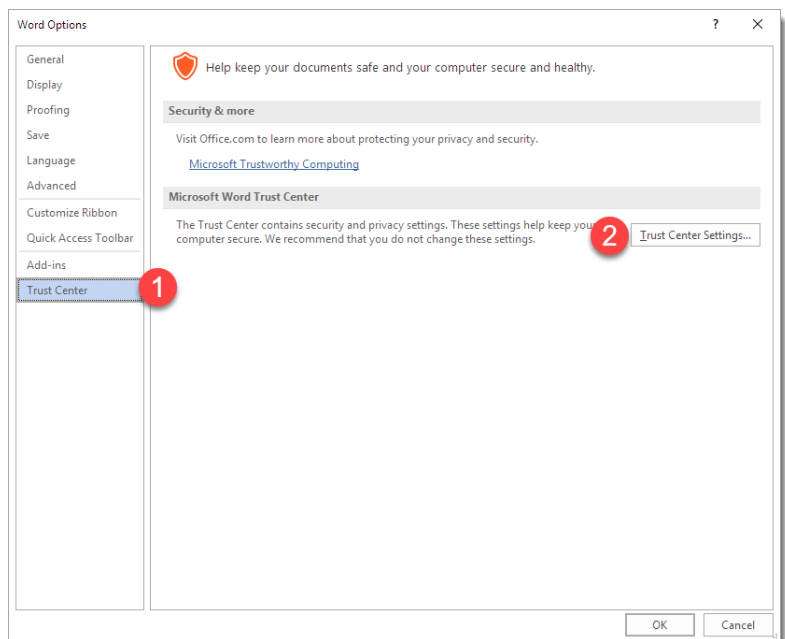 Word Options
?
General
Display
Proofing
Save
Language
Advanced
Customize Ribbon
Quick Access Toolbar
Add-ins
Trust Center
1
Help keep your documents safe and your computer secure and healthy.
Security & more
Visit Office.com to learn more about protecting your privacy and security.
Microsoft Trustworthy Computing
Microsoft Word Trust Center
The Trust Center contains security and privacy settings. These settings help keep your
computer secure. We recommend that you do not change these settings.
2
Trust Center Settings...
OK
Cancel